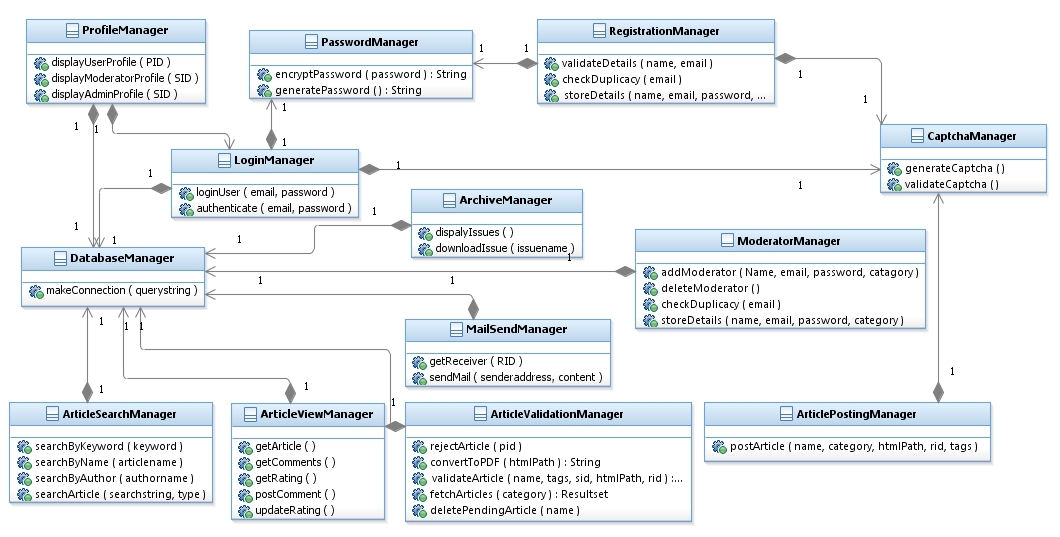 ProfileManager
displayUserProfile ( PID )
displayModeratorProfile ( SID )
displayAdminProfile ( SID )
PasswordManager
encryptPassword ( password ) : String
generatePassword ( ) : String
RegistrationManager
validateDetails ( name, email )
checkDuplicacy ( email )
storeDetails ( name, email, password, ...
1
1
1
1
CaptchaManager
generateCaptcha ( )
validateCaptcha ( )
1
1
1
1
LoginManager
loginUser ( email, password )
authenticate ( email, password )
1
1
1
ArchiveManager
dispalyIssues ( )
downloadIssue ( issuename )
1
1
1
1
DatabaseManager
makeConnection ( querystring )
ModeratorManager
addModerator ( Name, email, password, catagory )
deleteModerator ( )
checkDuplicacy ( email )
storeDetails ( name, email, password, category )
1
1
1
MailSendManager
getReceiver ( RID )
sendMail ( senderaddress, content )
1
1
1
1
1
1
1
ArticleSearchManager
searchByKeyword ( keyword )
searchByName ( articlename )
searchByAuthor ( authorname )
searchArticle ( searchstring, type )
ArticleViewManager
getArticle ( )
getComments ( )
getRating ( )
postComment ( )
updateRating ( )
ArticleValidationManager
rejectArticle ( pid )
convertToPDF ( htmlPath ) : String
validateArticle ( name, tags, sid, htmlPath, rid ) :...
fetchArticles ( category ) : Resultset
deletePendingArticle ( name )
ArticlePostingManager
postArticle ( name, category, htmlPath, rid, tags )